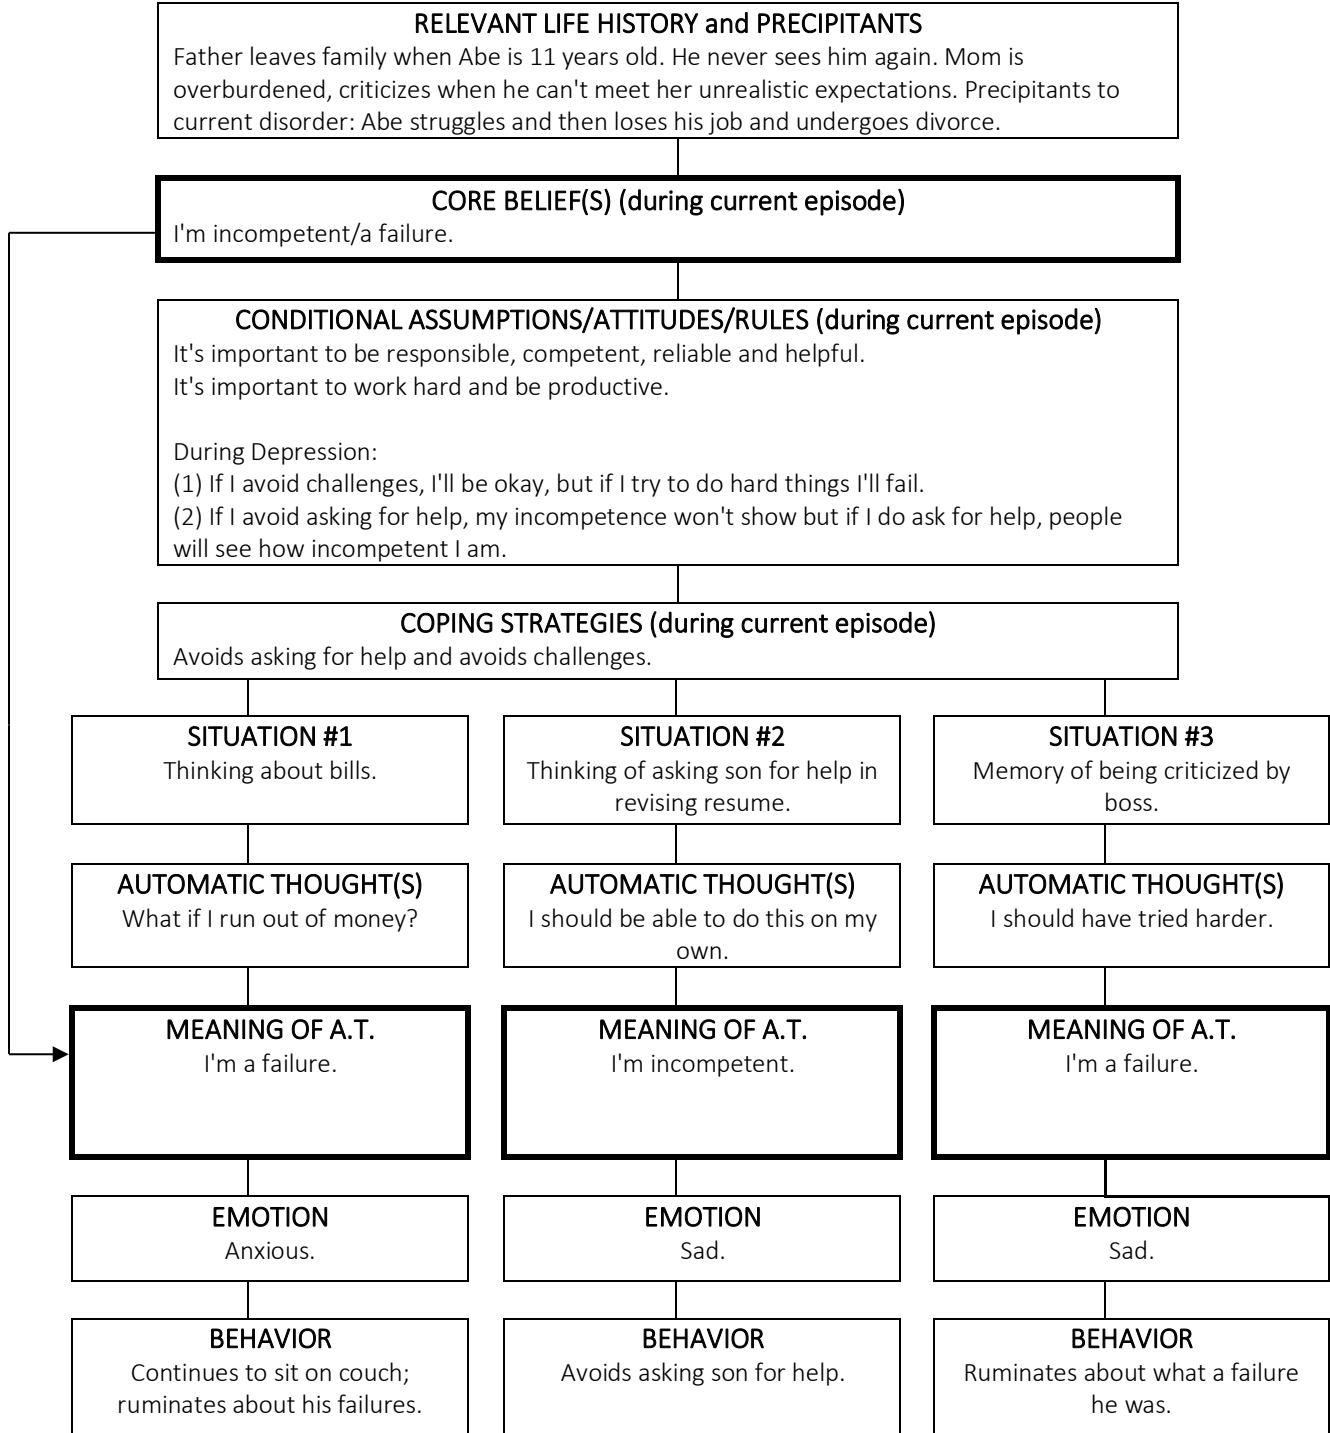 RELEVANT LIFE HISTORY and PRECIPITANTS
Father leaves family when Abe is 11 years old. He never sees him again. Mom is
overburdened, criticizes when he can't meet her unrealistic expectations. Precipitants to
current disorder: Abe struggles and then loses his job and undergoes divorce.
CORE BELIEF(S) (during current episode)
I'm incompetent/a failure.
CONDITIONAL ASSUMPTIONS/ATTITUDES/RULES (during current episode)
It's important to be responsible, competent, reliable and helpful.
It's important to work hard and be productive.
During Depression:
(1) If I avoid challenges, I'll be okay, but if I try to do hard things I'll fail.
(2) If I avoid asking for help, my incompetence won't show but if I do ask for help, people
will see how incompetent I am.
COPING STRATEGIES (during current episode)
Avoids asking for help and avoids challenges.
SITUATION #1
Thinking about bills.
AUTOMATIC THOUGHT(S)
What if I run out of money?
MEANING OF A.T.
I'm a failure.
EMOTION
Anxious.
BEHAVIOR
Continues to sit on couch;
ruminates about his failures.
SITUATION #2
Thinking of asking son for help in
revising resume.
AUTOMATIC THOUGHT(S)
I should be able to do this on my
own.
MEANING OF A.T.
I'm incompetent.
EMOTION
Sad.
BEHAVIOR
Avoids asking son for help.
SITUATION #3
Memory of being criticized by
boss.
AUTOMATIC THOUGHT(S)
I should have tried harder.
MEANING OF A.T.
I'm a failure.
EMOTION
Sad.
BEHAVIOR
Ruminates about what a failure
he was.